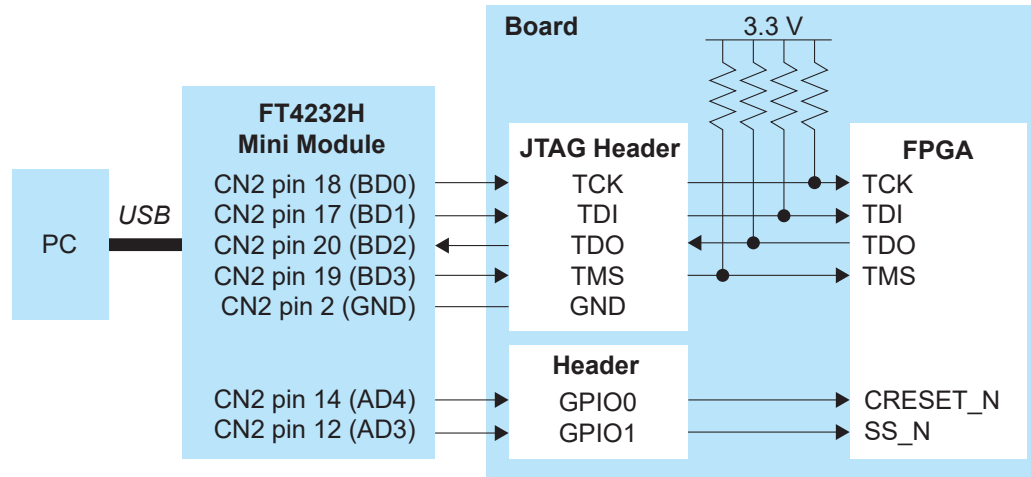 Board
3.3 V
FT4232H
Mini Module
JTAG Header
FPGA
CN2 pin 18 (BD0)
TCK
TCK
USB
CN2 pin 17 (BD1)
TDI
TDI
PC
CN2 pin 20 (BD2)
TDO
TDO
CN2 pin 19 (BD3)
TMS
TMS
CN2 pin 2 (GND)
GND
Header
CN2 pin 14 (AD4)
GPIO0
CRESET_N
CN2 pin 12 (AD3)
GPIO1
SS_N